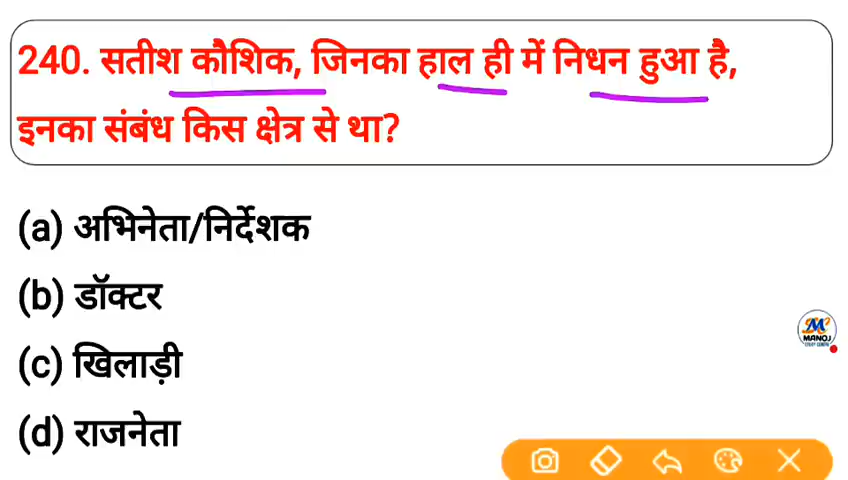 240. सतीश कौशिक, जिनका हाल ही में निधन हुआ है,
इनका संबंध किस क्षेत्र से था?
(a) अभिनेता/निर्देशक
(b) डॉक्टर
(c) खिलाड़ी
(d) राजनेता
MANOJ